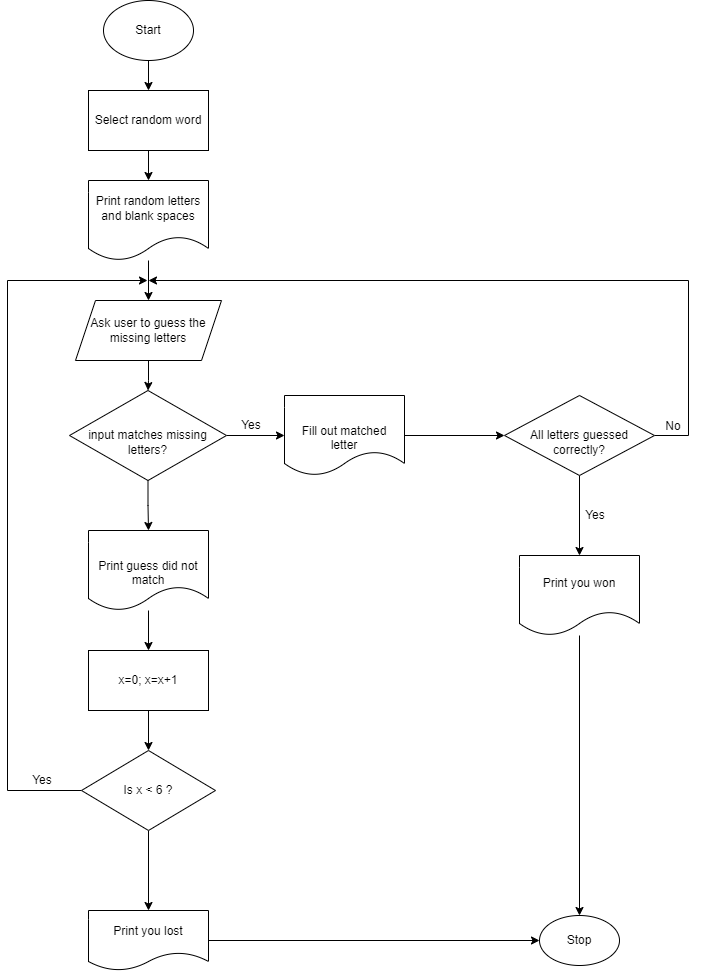 Start
Select random word
Print random letters
and blank spaces
Ask user to guess the
missing letters
input matches missing
letters?
Yes
Fill out matched
letter
All letters guessed
correctly?
No
Yes
Print guess did not
match
Print you won
x=0; x=x+1
Yes
Is x < 6 ?
Print you lost
Stop